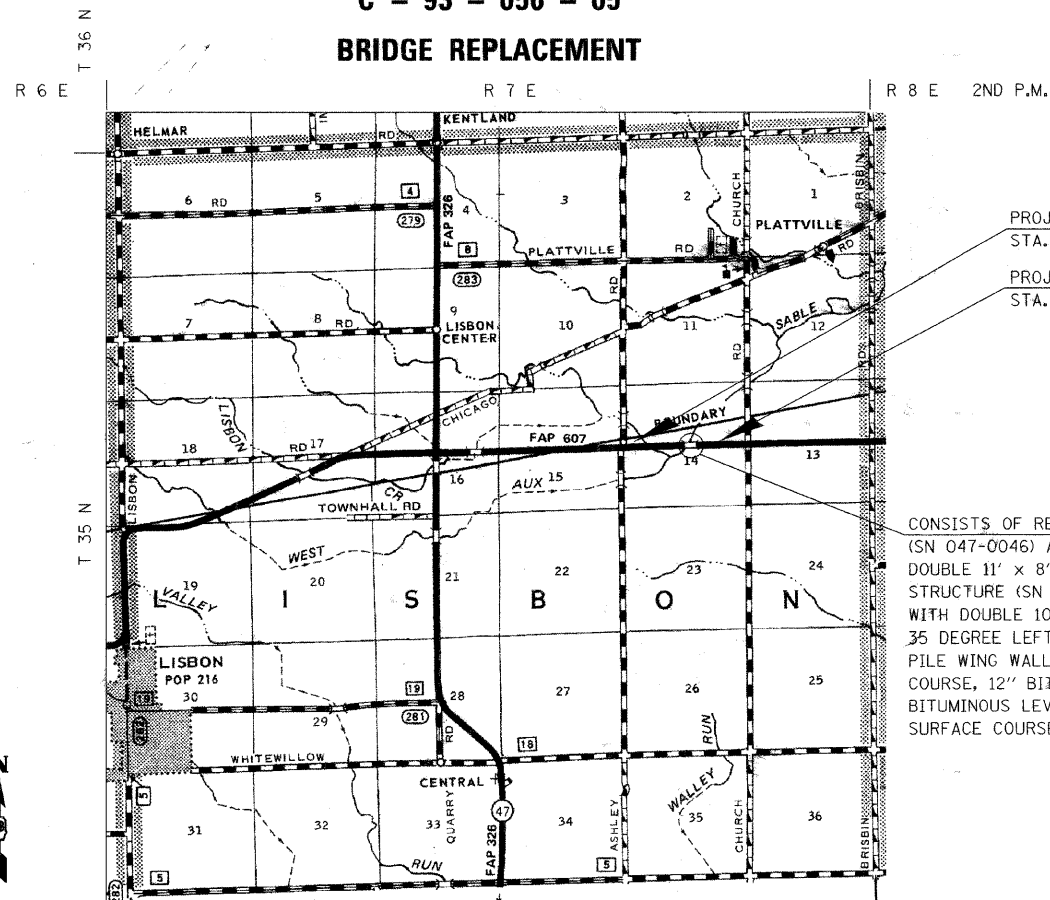 BRIDGE REPLACEMENT
T 36 N
R 6 E
R 7 E
R 8 E 2ND P.M.
HELMAR
RD
KENTLAND
6 RD
5
4
279
FAP 326
4
3
2
CHURCH
1
BRISBIN
PLATTVILLE
8
283
PLATTVILLE RD
RD
RD
PROJ
STA.
PROJ
STA.
7
8 RD
9
LISBON
CENTER
10
11
SABLE
12
RD
RD
CHICAGO
BOUNDARY
LISBON
18
RD 17
FAP 607
14
13
16
15
CR
AUX
LISBON
TOWNHALL RD
T 35 N
WEST
CONSISTS OF RE
(SN 047-0046) A
DOUBLE 11' x 8'
STRUCTURE (SN
WITH DOUBLE 10
35 DEGREE LEFT
PILE WING WALL
COURSE, 12" BIT
BITUMINOUS LEV
SURFACE COURSE
19
20
21
22
23
24
VALLEY
L I S B O N
LISBON
POP 216
30
19
29
19
281
28
RD
27
26
25
RUN
18
WHITEWILLOW
CENTRAL
5
31
32
33
QUARRY
47
FAP 326
34
ASHLEY
WALLEY
35
CHURCH
36
BRISBIN
RUN
5
5
282